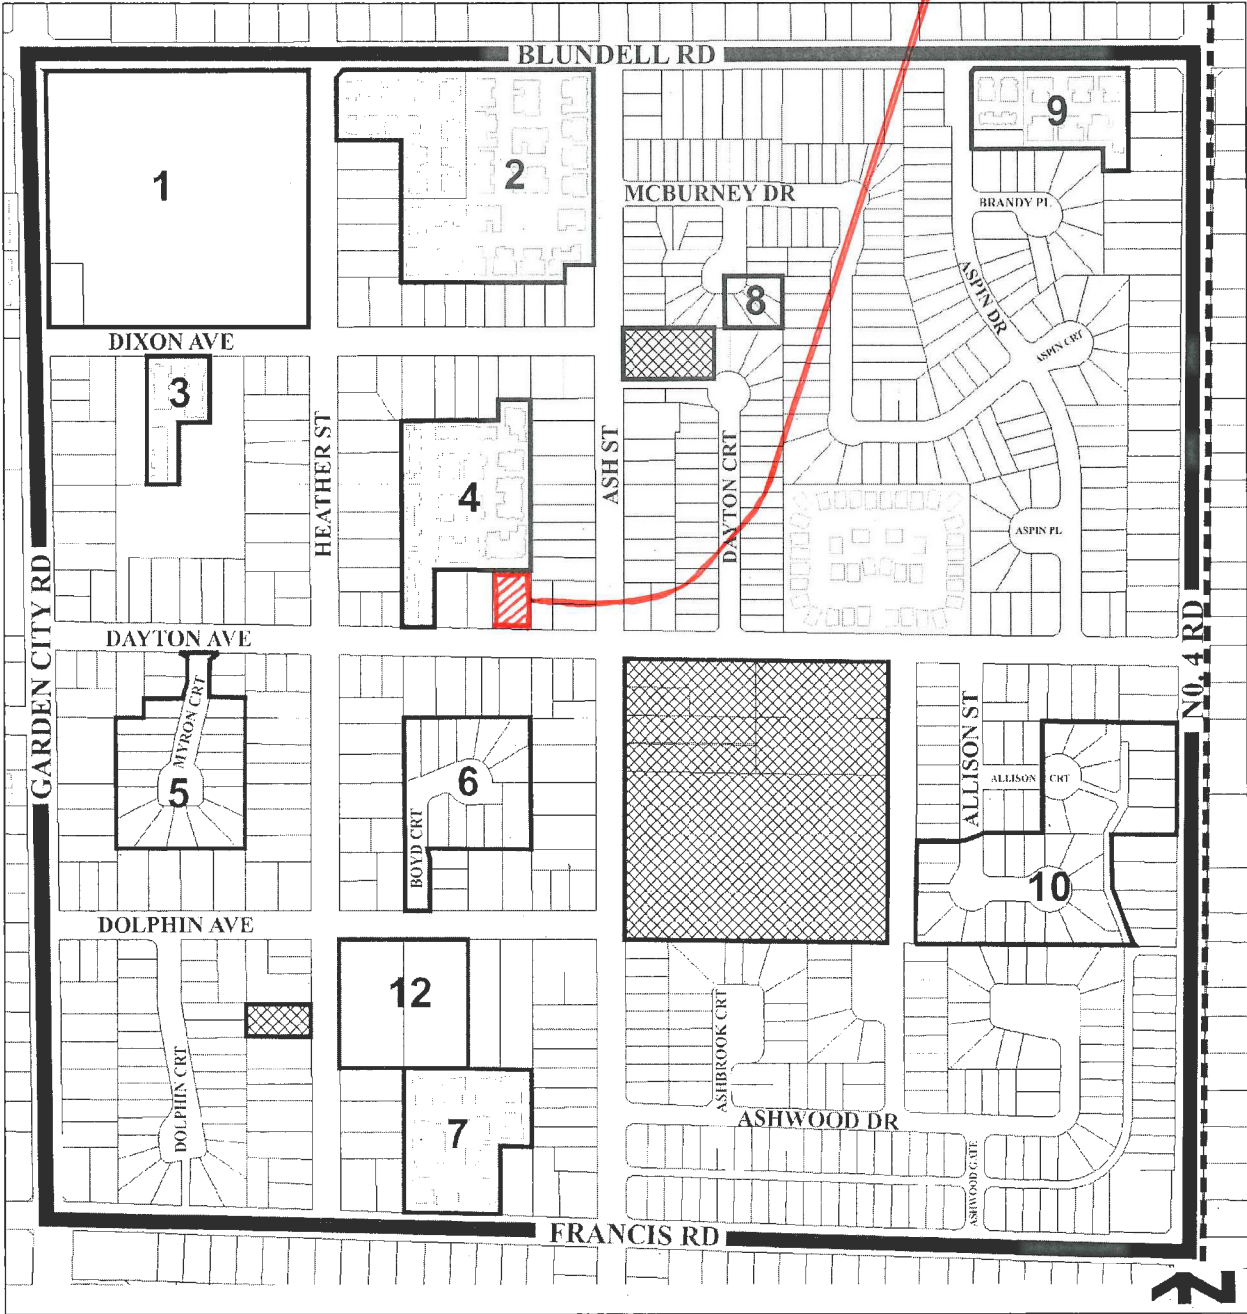 BLUNDELL RD
1
2
9
MCBURNEY DR
BRANDY PL
ASPIN DR
8
ASPIN CRT
DIXON AVE
3
HEATHER ST
ASH ST
DAYTON CRT
4
ASPIN PL
GARDEN CITY RD
DAYTON AVE
NO. 4 RD
MYRON CRT
5
6
BOYD CRT
ALLISON ST
ALLISON CRT
10
DOLPHIN AVE
12
DOLPHIN CRT
ASHBROOK CRT
7
ASHWOOD DR
ASHWOOD GATE
FRANCIS RD
N